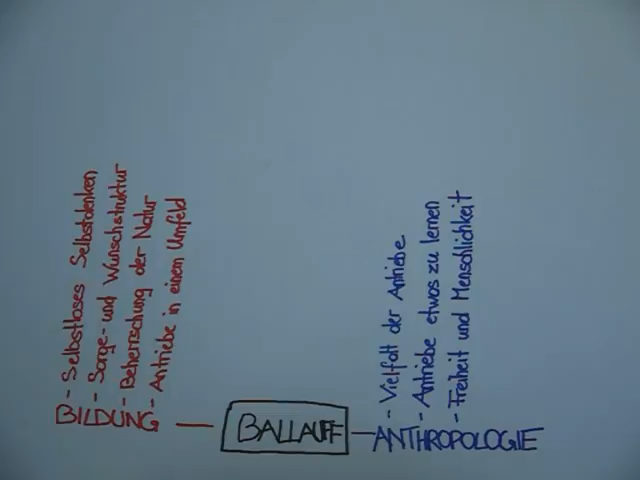 BILDUNG
- Selbstloses Selbstdenken
- Sorge- und Wunschstruktur
- Beherrschung der Natur
- Antriebe in einem Umfeld
BALLAUFF
ANTHROPOLOGIE
- Vielfalt der Antriebe
- Antriebe etwas zu lernen
- Freiheit und Menschlichkeit